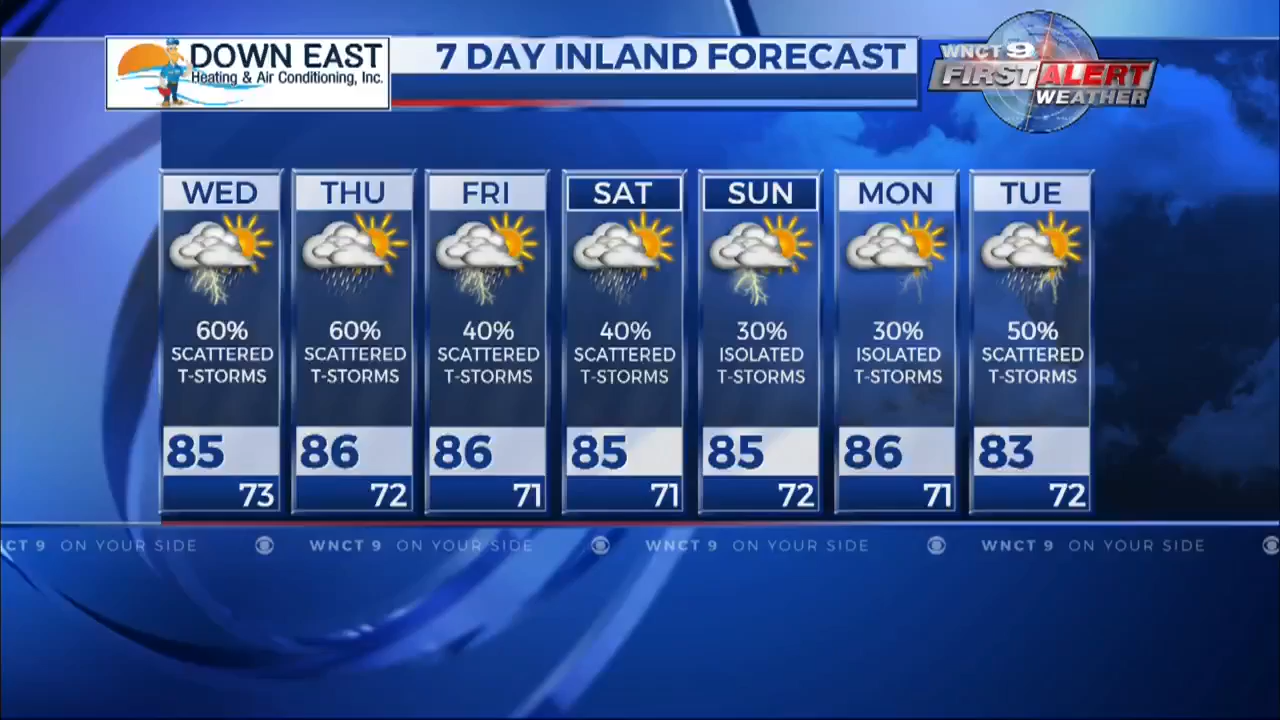 DOWN EAST
Heating & Air Conditioning, Inc.
7 DAY INLAND FORECAST
WNCT 9
FIRST ALERT
WEATHER
WED
THU
FRI
SAT
SUN
MON
TUE
60%
SCATTERED
T-STORMS
60%
SCATTERED
T-STORMS
40%
SCATTERED
T-STORMS
40%
SCATTERED
T-STORMS
30%
ISOLATED
T-STORMS
30%
ISOLATED
T-STORMS
50%
SCATTERED
T-STORMS
85
73
86
72
86
71
85
71
85
72
86
71
83
72
CT 9 ON YOUR SIDE WNCT 9 ON YOUR SIDE WNCT 9 ON YOUR SIDE WNCT 9 ON YOUR SIDE